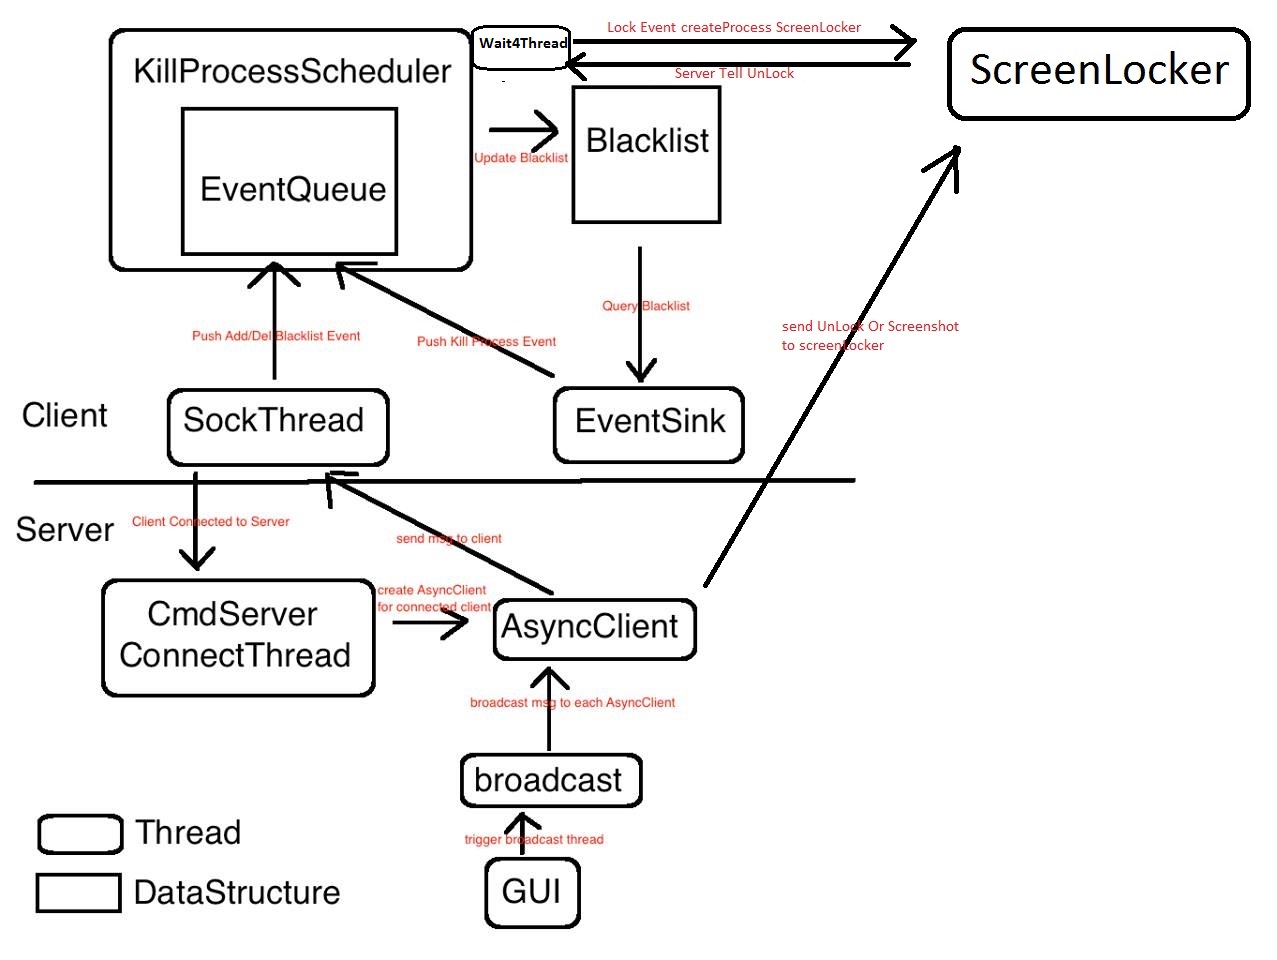 Lock Event createProcess ScreenLocker
Wait4Thread
Server Tell UnLock
ScreenLocker
KillProcessScheduler
EventQueue
Update Blacklist
Blacklist
Query Blacklist
Push Add/Del Blacklist Event
Push Kill Process Event
send UnLock Or Screenshot
to screenLocker
Client
SockThread
EventSink
Server
Client Connected to Server
send msg to client
create AsyncClient
for connected client
CmdServer
ConnectThread
AsyncClient
broadcast msg to each AsyncClient
broadcast
trigger broadcast thread
GUI
Thread
DataStructure